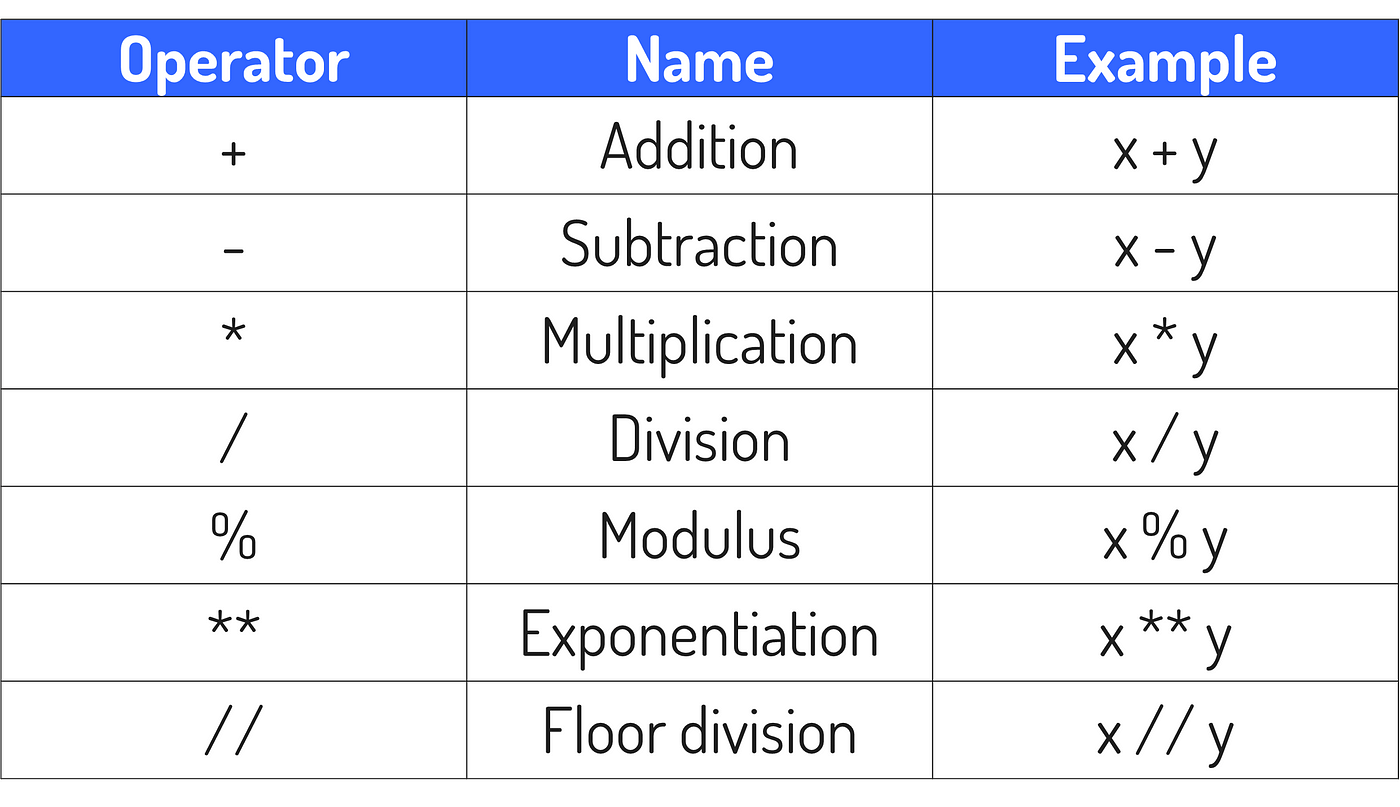 Operator Name Example
+ Addition x + y
- Subtraction x - y
* Multiplication x * y
/ Division x / y
% Modulus x % y
** Exponentiation x ** y
// Floor division x // y